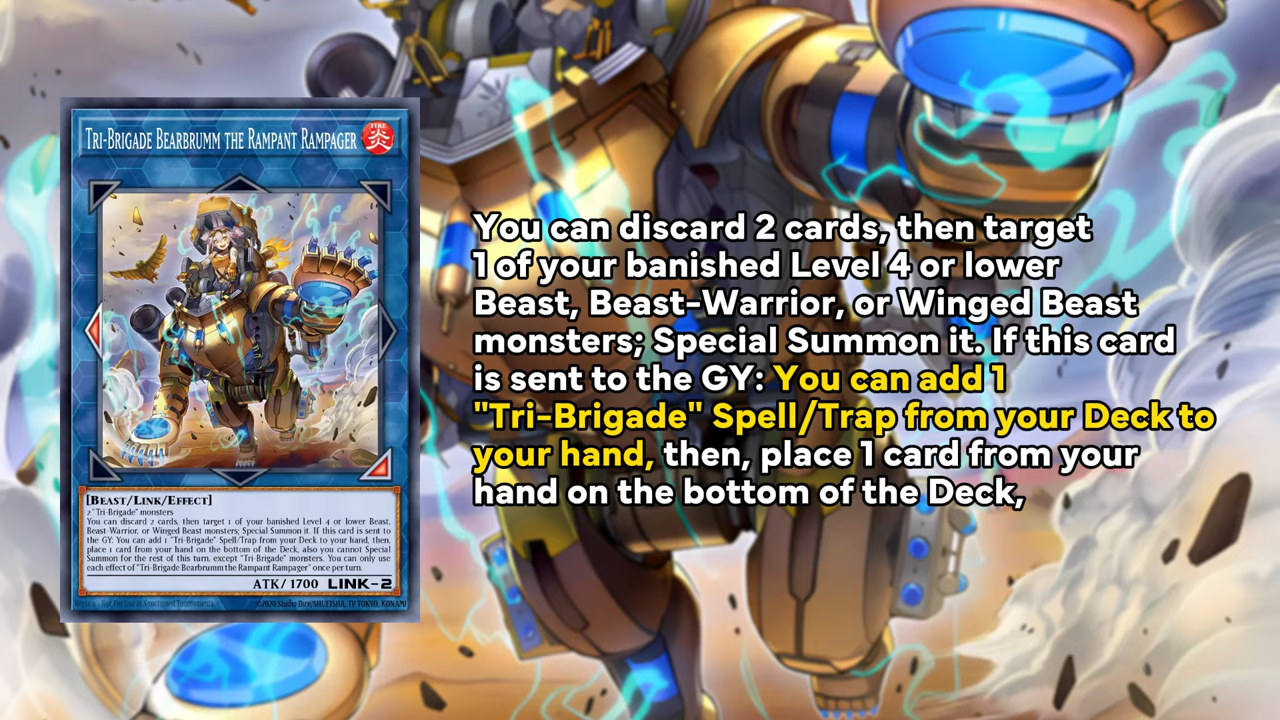 TRI-BRIGADE BEARBRUMM THE RAMPANT RAMPAGER
FIRE
炎
[BEAST/LINK/EFFECT]
2 "Tri-Brigade" monsters
You can discard 2 cards, then target 1 of your banished Level 4 or lower Beast,
Beast-Warrior, or Winged Beast monsters; Special Summon it. If this card is sent to
the GY: You can add 1 "Tri-Brigade" Spell/Trap from your Deck to your hand, then,
place 1 card from your hand on the bottom of the Deck, also you cannot Special
Summon for the rest of this turn, except "Tri-Brigade" monsters. You can only use
each effect of "Tri-Brigade Bearbrumm the Rampant Rampager" once per turn.
ATK/1700 LINK-2
©2020 Studio Dice/SHUEISHA, TV TOKYO, KONAMI
You can discard 2 cards, then target
1 of your banished Level 4 or lower
Beast, Beast-Warrior, or Winged Beast
monsters; Special Summon it. If this card
is sent to the GY: You can add 1
"Tri-Brigade" Spell/Trap from your Deck to
your hand, then, place 1 card from your
hand on the bottom of the Deck,